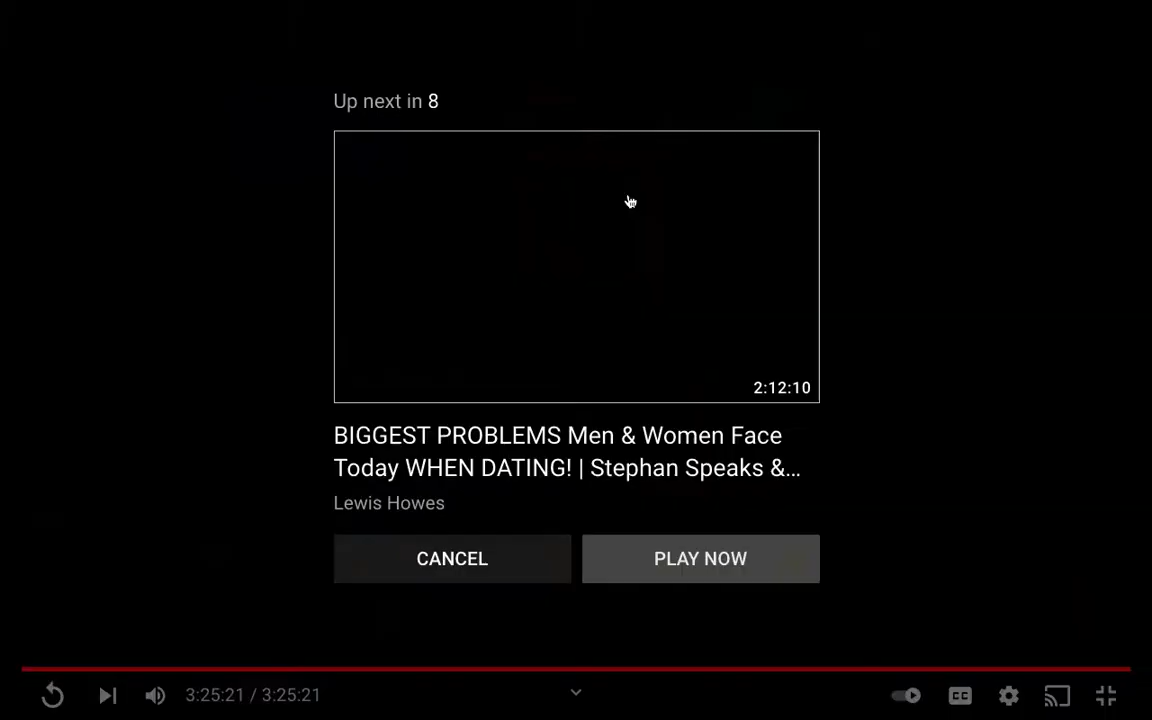 Up next in 8
2:12:10
BIGGEST PROBLEMS Men & Women Face
Today WHEN DATING! | Stephan Speaks &...
Lewis Howes
CANCEL
PLAY NOW
3:25:21 / 3:25:21
CC